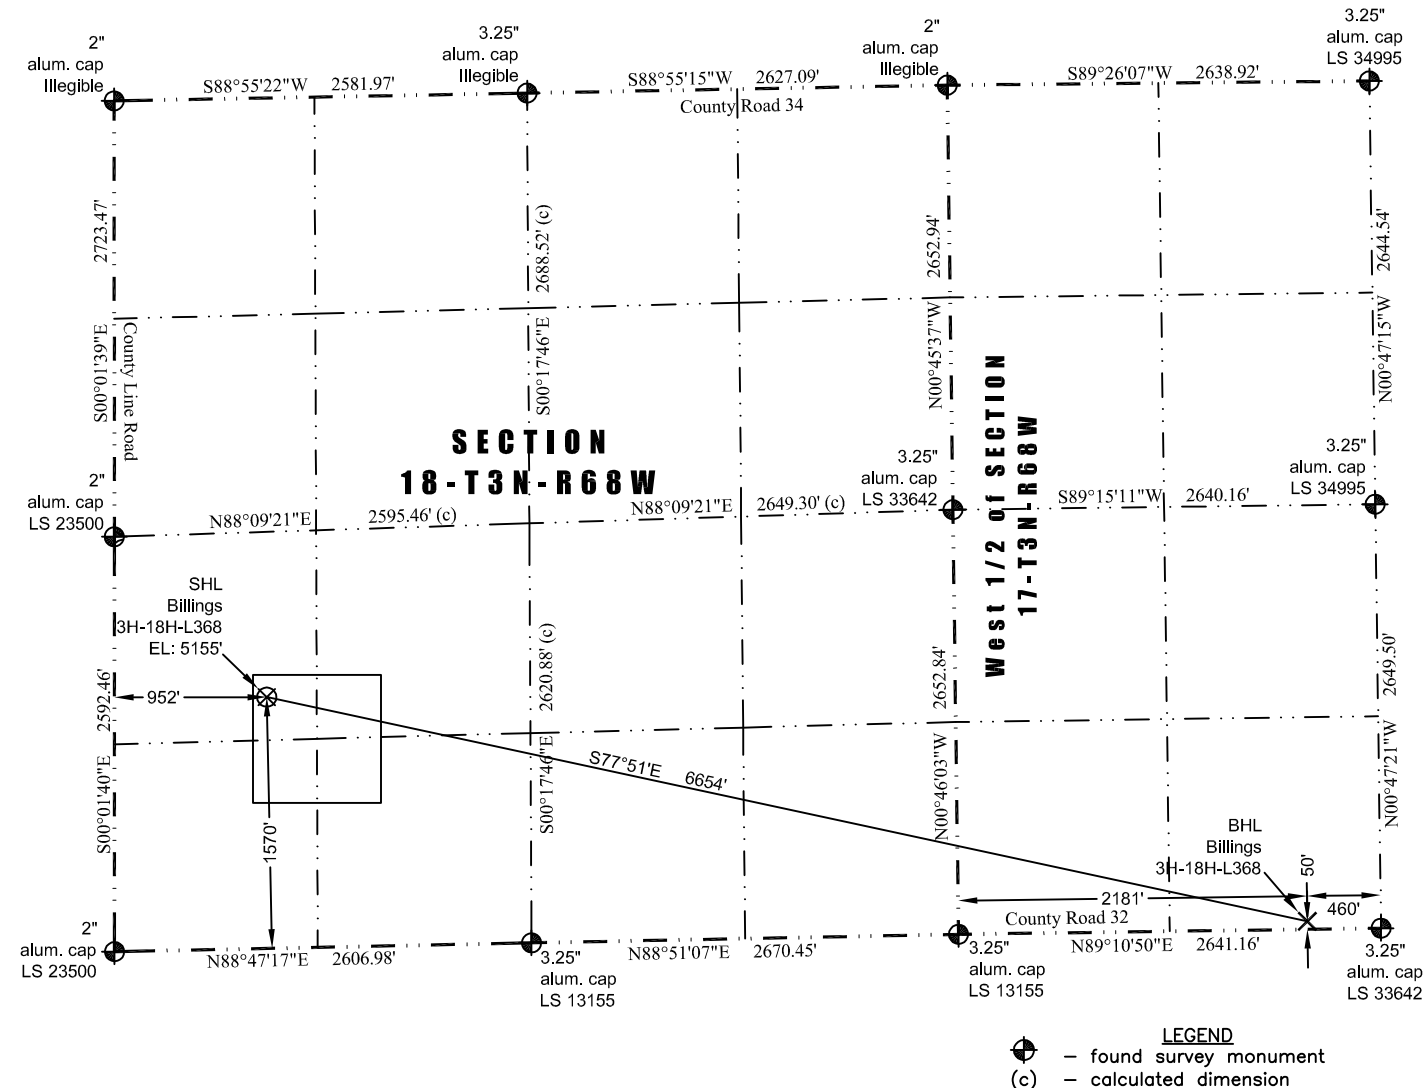 2"
alum. cap
Illegible
S88°55'22"W 2581.97'
3.25"
alum. cap
Illegible
S88°55'15"W 2627.09'
County Road 34
2"
alum. cap
Illegible
S89°26'07"W 2638.92'
3.25"
alum. cap
LS 34995
S00°01'39"E 2723.47'
County Line Road
S00°17'46"E 2688.52' (c)
N00°45'37"W 2652.94'
N00°47'15"W 2644.54'
SECTION
18-T3N-R68W
West 1/2 of SECTION
17-T3N-R68W
2"
alum. cap
LS 23500
N88°09'21"E 2595.46' (c)
N88°09'21"E 2649.30' (c)
3.25"
alum. cap
LS 33642
S89°15'11"W 2640.16'
3.25"
alum. cap
LS 34995
SHL
Billings
3H-18H-L368
EL: 5155'
952'
1570'
S00°01'40"E 2592.46'
S00°17'46"E 2620.88' (c)
S77°51'E 6654'
N00°46'03"W 2652.84'
N00°47'21"W 2649.50'
BHL
Billings
3H-18H-L368
50'
2181'
460'
County Road 32
2"
alum. cap
LS 23500
N88°47'17"E 2606.98'
3.25"
alum. cap
LS 13155
N88°51'07"E 2670.45'
3.25"
alum. cap
LS 13155
N89°10'50"E 2641.16'
3.25"
alum. cap
LS 33642
LEGEND
– found survey monument
(c) – calculated dimension